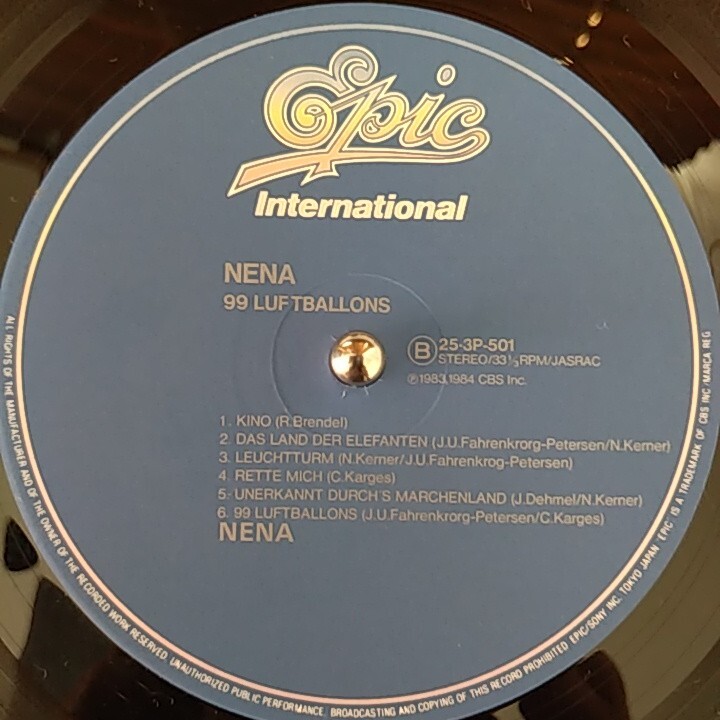 Epic
International
NENA
99 LUFTBALLONS
B 25-3P-501
STEREO/33⅓RPM/JASRAC
℗1983,1984 CBS Inc.
1. KINO (R.Brendel)
2. DAS LAND DER ELEFANTEN (J.U.Fahrenkrorg-Petersen/N.Kerner)
3. LEUCHTTURM (N.Kerner/J.U.Fahrenkrog-Petersen)
4. RETTE MICH (C.Karges)
5. UNERKANNT DURCH'S MARCHENLAND (J.Dehmel/N.Kerner)
6. 99 LUFTBALLONS (J.U.Fahrenkrorg-Petersen/C.Karges)
NENA
ALL RIGHTS OF THE MANUFACTURER AND OF THE OWNER OF THE RECORDED WORK RESERVED. UNAUTHORIZED PUBLIC PERFORMANCE, BROADCASTING AND COPYING OF THIS RECORD PROHIBITED EPIC/SONY INC. TOKYO JAPAN "EPIC" IS A TRADEMARK OF CBS INC./MARCA REG